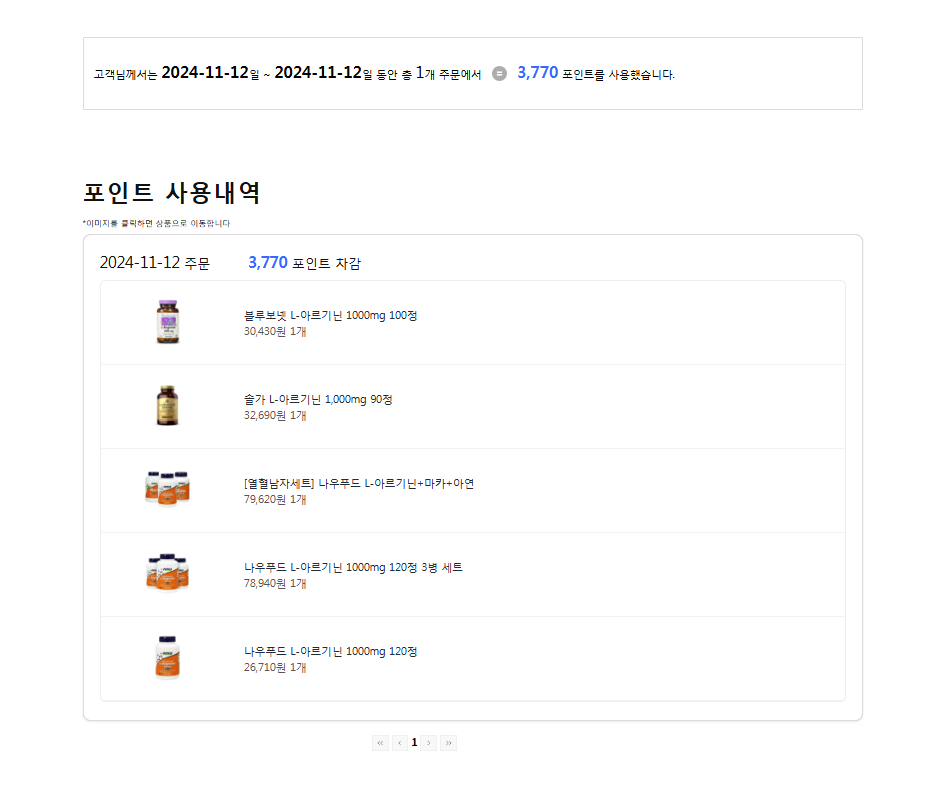 고객님께서는 2024-11-12일 ~ 2024-11-12일 동안 총 1개 주문에서 = 3,770 포인트를 사용했습니다.
포인트 사용내역
*이미지를 클릭하면 상품으로 이동합니다
2024-11-12 주문 3,770 포인트 차감
블루보넷 L-아르기닌 1000mg 100정
30,430원 1개
솔가 L-아르기닌 1,000mg 90정
32,690원 1개
[열혈남자세트] 나우푸드 L-아르기닌+마카+아연
79,620원 1개
나우푸드 L-아르기닌 1000mg 120정 3병 세트
78,940원 1개
나우푸드 L-아르기닌 1000mg 120정
26,710원 1개
« ‹ 1 › »